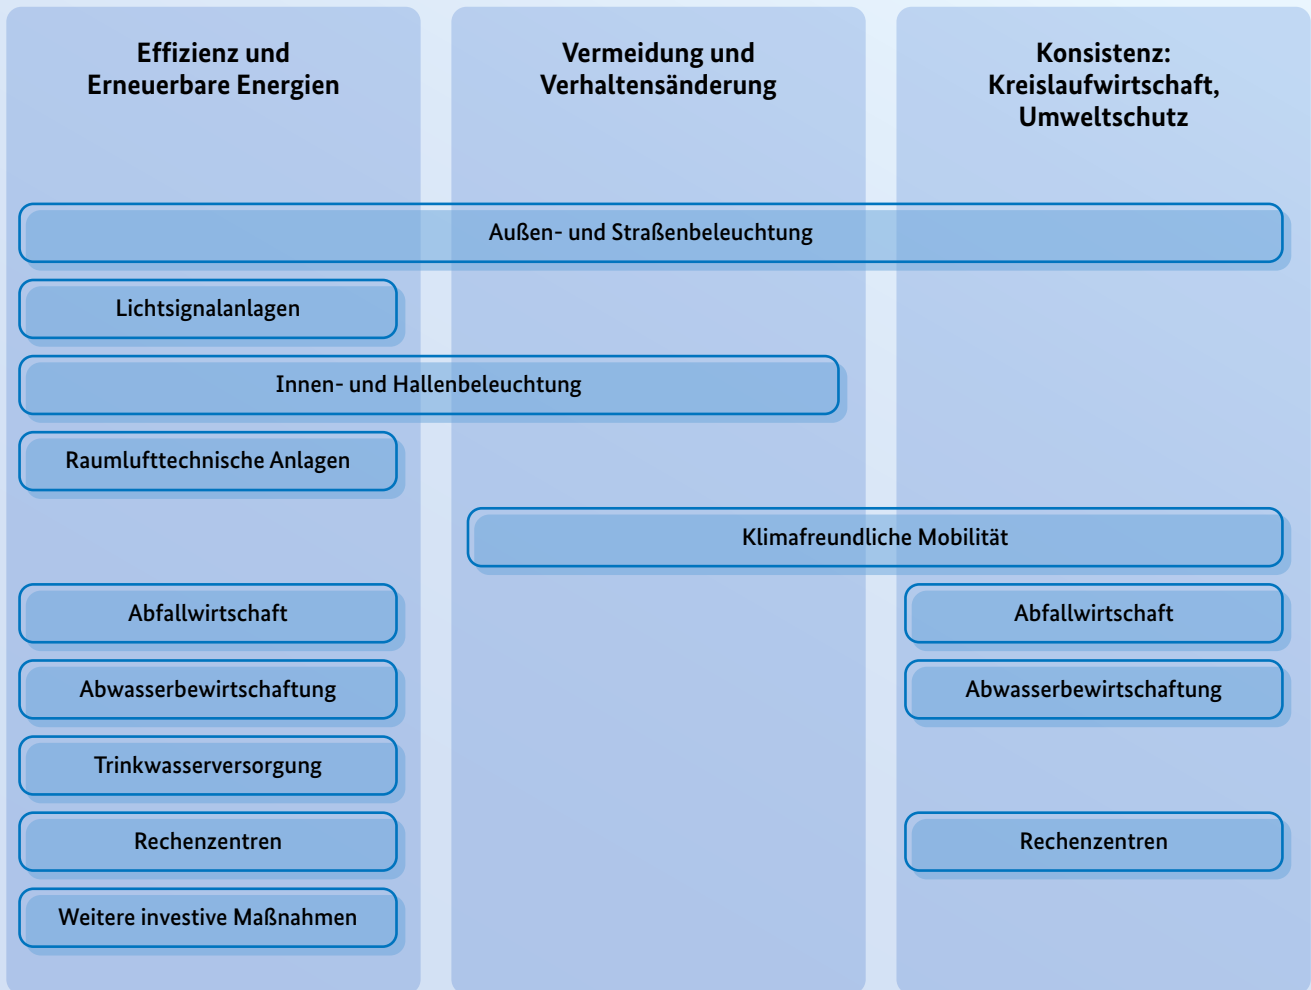 Effizienz und
Erneuerbare Energien
Vermeidung und
Verhaltensänderung
Konsistenz:
Kreislaufwirtschaft,
Umweltschutz
Außen- und Straßenbeleuchtung
Lichtsignalanlagen
Innen- und Hallenbeleuchtung
Raumlufttechnische Anlagen
Klimafreundliche Mobilität
Abfallwirtschaft
Abfallwirtschaft
Abwasserbewirtschaftung
Abwasserbewirtschaftung
Trinkwasserversorgung
Rechenzentren
Rechenzentren
Weitere investive Maßnahmen